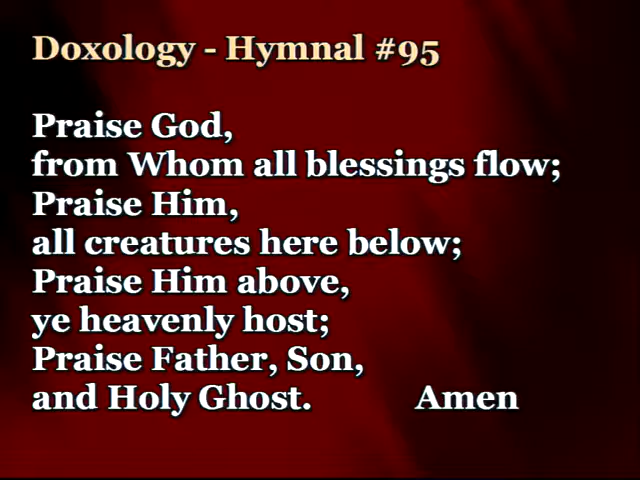 Doxology - Hymnal #95
Praise God,
from Whom all blessings flow;
Praise Him,
all creatures here below;
Praise Him above,
ye heavenly host;
Praise Father, Son,
and Holy Ghost. Amen